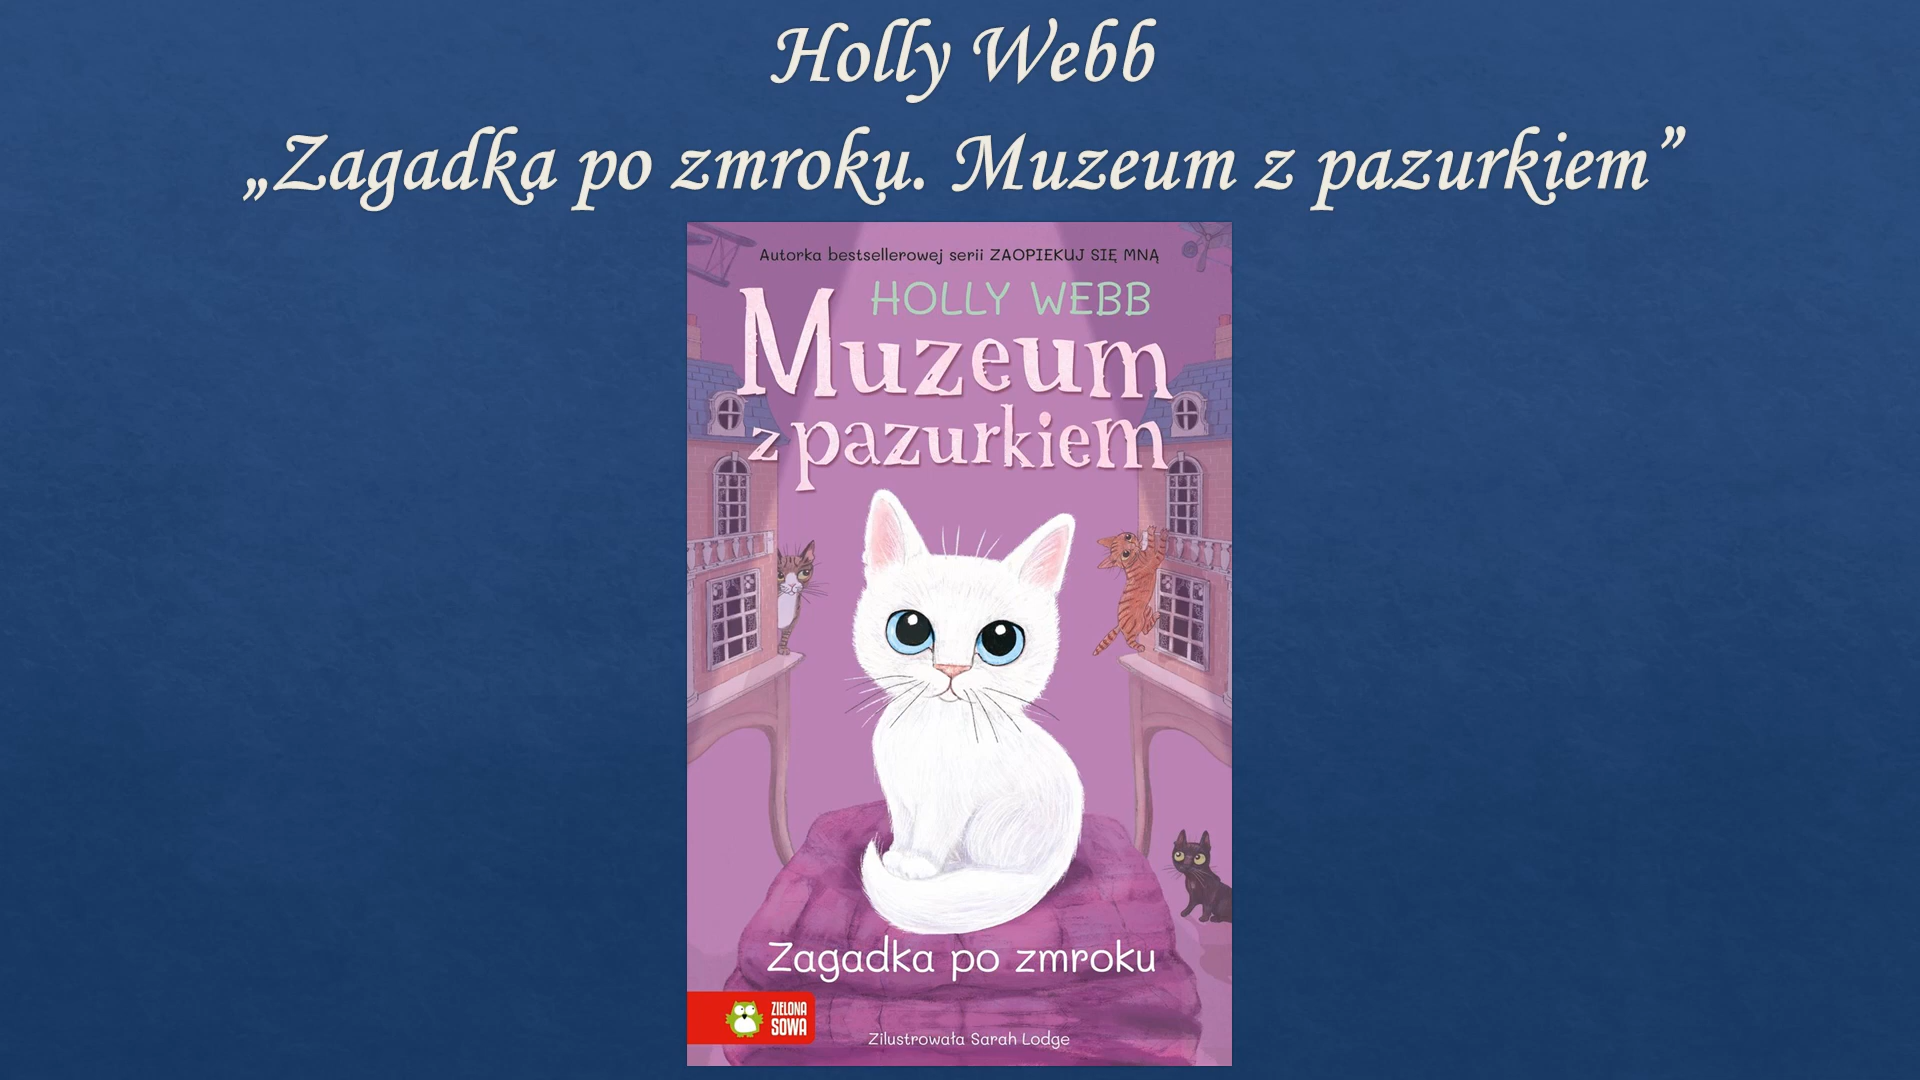 Holly Webb
„Zagadka po zmroku. Muzeum z pazurkiem”
Autorka bestsellerowej serii ZAOPIEKUJ SIĘ MNĄ
HOLLY WEBB
Muzeum
z pazurkiem
Zagadka po zmroku
ZIELONA
SOWA
Zilustrowała Sarah Lodge